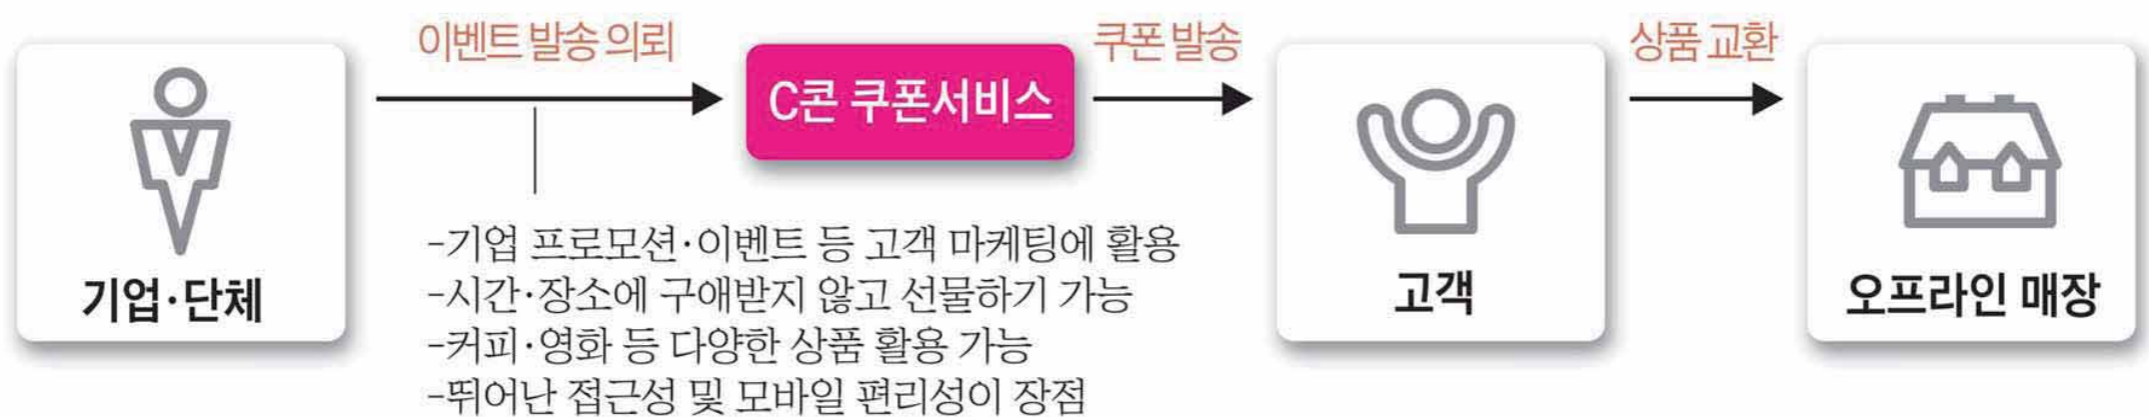 이벤트 발송 의뢰
쿠폰 발송
상품 교환
C콘 쿠폰서비스
-기업 프로모션·이벤트 등 고객 마케팅에 활용
-시간·장소에 구애받지 않고 선물하기 가능
-커피·영화 등 다양한 상품 활용 가능
-뛰어난 접근성 및 모바일 편리성이 장점
기업·단체
고객
오프라인 매장